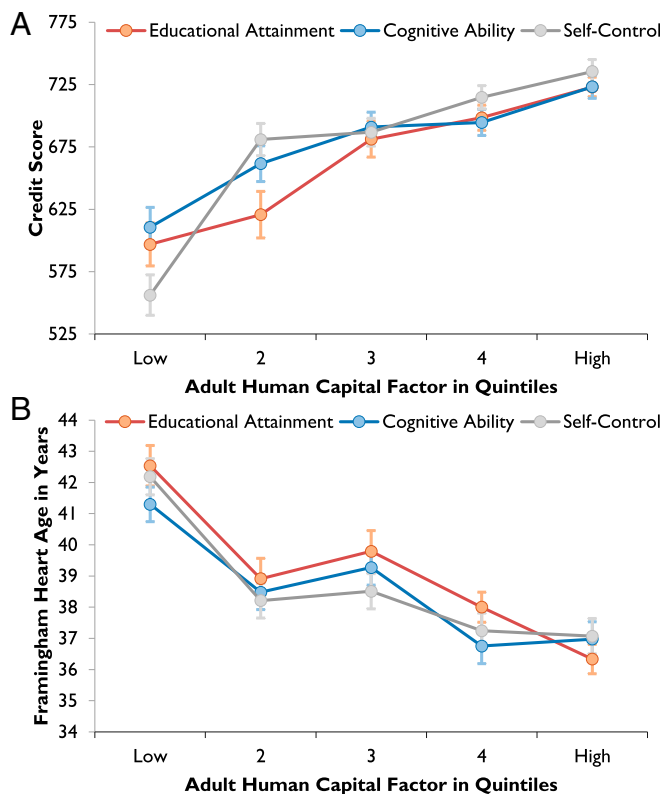 A
Educational Attainment Cognitive Ability Self-Control
775
725
675
625
575
525
Credit Score
Low 2 3 4 High
Adult Human Capital Factor in Quintiles
B
Educational Attainment Cognitive Ability Self-Control
44
43
42
41
40
39
38
37
36
35
34
Framingham Heart Age in Years
Low 2 3 4 High
Adult Human Capital Factor in Quintiles